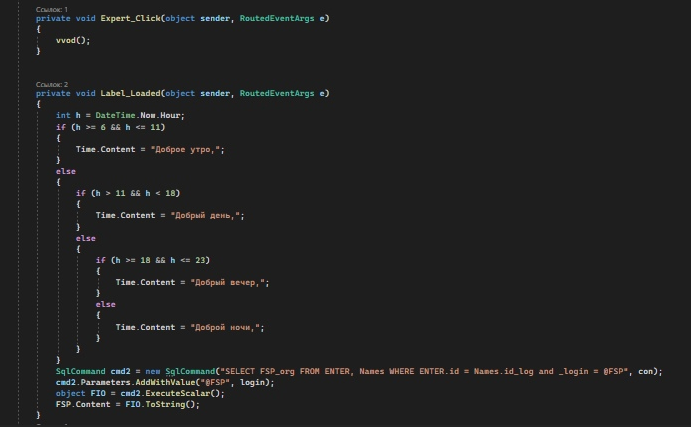 Ссылок: 1
private void Expert_Click(object sender, RoutedEventArgs e)
{
vvod();
}
Ссылок: 2
private void Label_Loaded(object sender, RoutedEventArgs e)
{
int h = DateTime.Now.Hour;
if (h >= 6 && h <= 11)
{
Time.Content = "Доброе утро,";
}
else
{
if (h > 11 && h < 18)
{
Time.Content = "Добрый день,";
}
else
{
if (h >= 18 && h <= 23)
{
Time.Content = "Добрый вечер,";
}
else
{
Time.Content = "Доброй ночи,";
}
}
}
SqlCommand cmd2 = new SqlCommand("SELECT FSP_org FROM ENTER, Names WHERE ENTER.id = Names.id_log and _login = @FSP", con);
cmd2.Parameters.AddWithValue("@FSP", login);
object FIO = cmd2.ExecuteScalar();
FSP.Content = FIO.ToString();
}